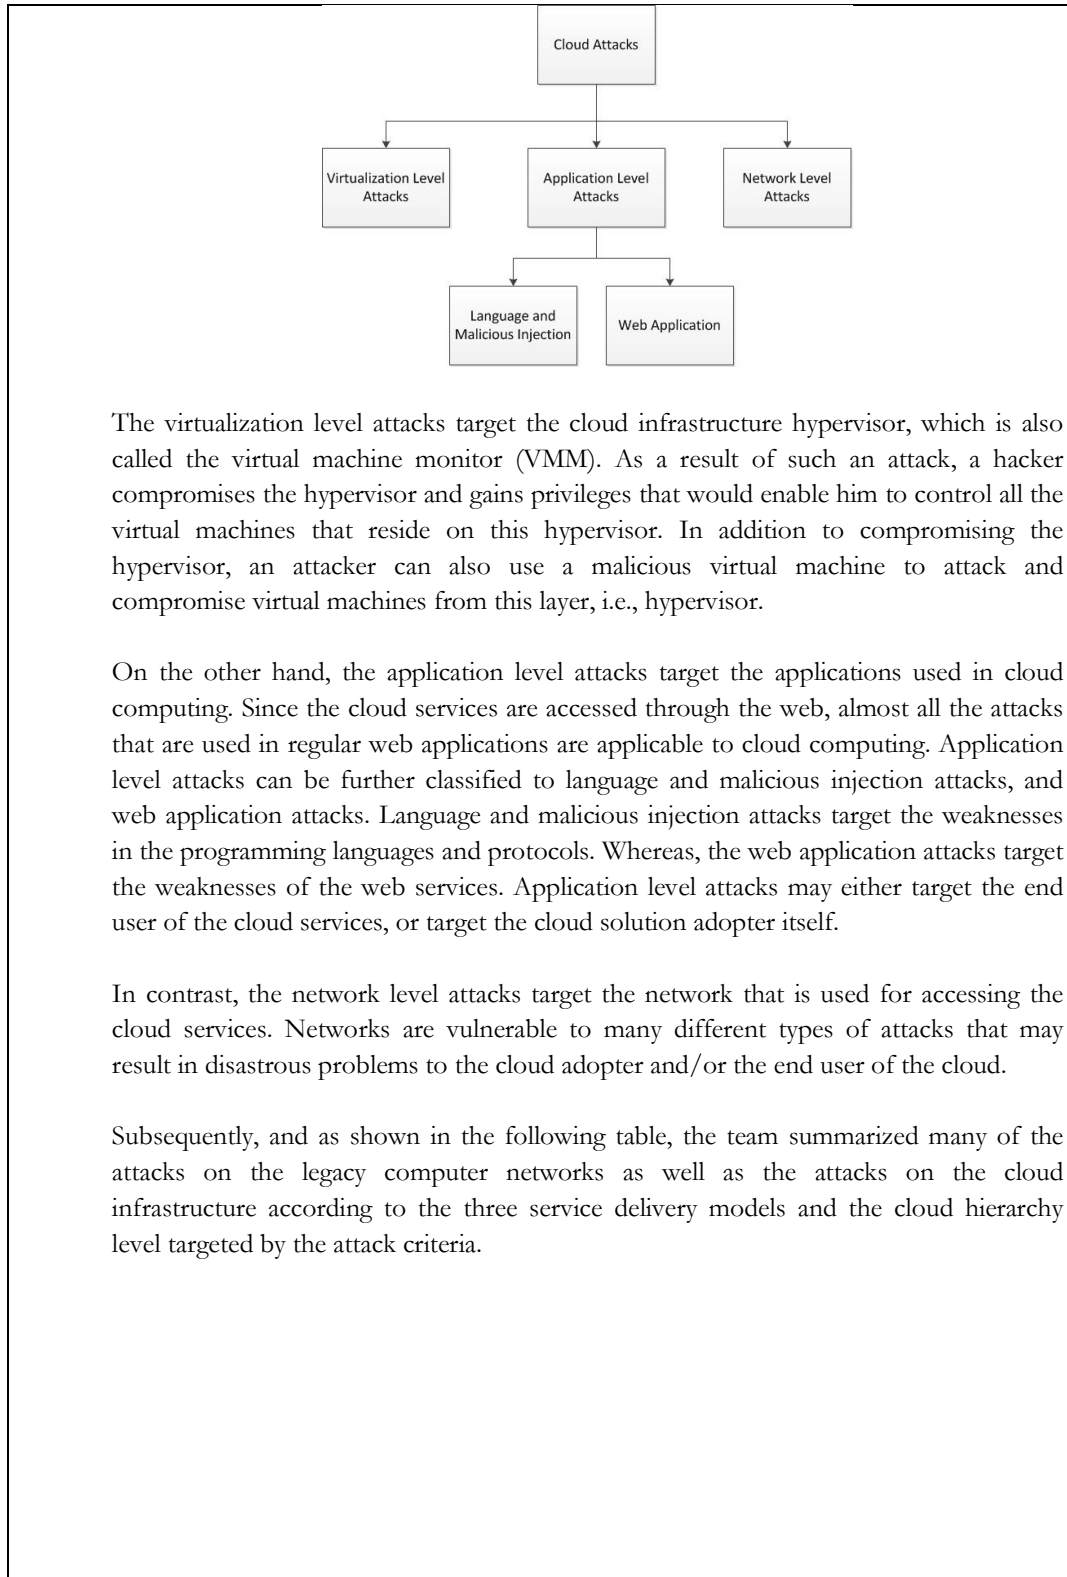 Cloud Attacks
Virtualization Level
Attacks
Application Level
Attacks
Network Level
Attacks
Language and
Malicious Injection
Web Application
The virtualization level attacks target the cloud infrastructure hypervisor, which is also
called the virtual machine monitor (VMM). As a result of such an attack, a hacker
compromises the hypervisor and gains privileges that would enable him to control all the
virtual machines that reside on this hypervisor. In addition to compromising the
hypervisor, an attacker can also use a malicious virtual machine to attack and
compromise virtual machines from this layer, i.e., hypervisor.
On the other hand, the application level attacks target the applications used in cloud
computing. Since the cloud services are accessed through the web, almost all the attacks
that are used in regular web applications are applicable to cloud computing. Application
level attacks can be further classified to language and malicious injection attacks, and
web application attacks. Language and malicious injection attacks target the weaknesses
in the programming languages and protocols. Whereas, the web application attacks target
the weaknesses of the web services. Application level attacks may either target the end
user of the cloud services, or target the cloud solution adopter itself.
In contrast, the network level attacks target the network that is used for accessing the
cloud services. Networks are vulnerable to many different types of attacks that may
result in disastrous problems to the cloud adopter and/or the end user of the cloud.
Subsequently, and as shown in the following table, the team summarized many of the
attacks on the legacy computer networks as well as the attacks on the cloud
infrastructure according to the three service delivery models and the cloud hierarchy
level targeted by the attack criteria.